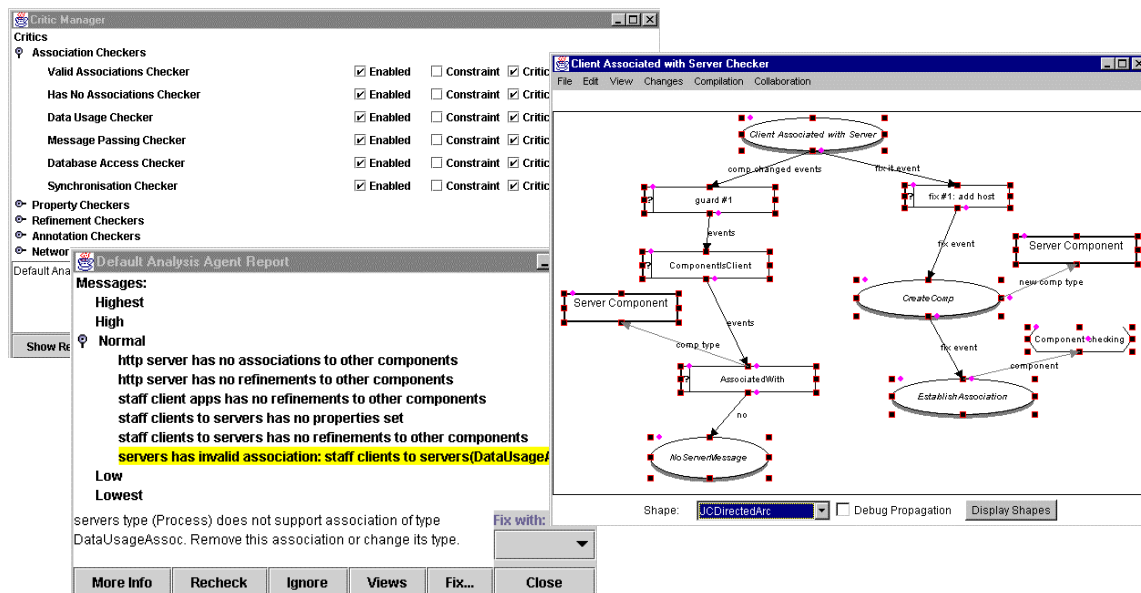 Critic Manager
Critics
Association Checkers
Valid Associations Checker Enabled Constraint Critic
Has No Associations Checker Enabled Constraint Critic
Data Usage Checker Enabled Constraint Critic
Message Passing Checker Enabled Constraint Critic
Database Access Checker Enabled Constraint Critic
Synchronisation Checker Enabled Constraint Critic
Property Checkers
Refinement Checkers
Annotation Checkers
Networ
Default Ana
Show Re
Default Analysis Agent Report
Messages:
Highest
High
Normal
http server has no associations to other components
http server has no refinements to other components
staff client apps has no refinements to other components
staff clients to servers has no properties set
staff clients to servers has no refinements to other components
servers has invalid association: staff clients to servers(DataUsageA
Low
Lowest
servers type (Process) does not support association of type
DataUsageAssoc. Remove this association or change its type.
Fix with:
More Info Recheck Ignore Views Fix... Close
Client Associated with Server Checker
File Edit View Changes Compilation Collaboration
Client Associated with Server
comp changed events
fix it event
? guard #1
? fix #1: add host
events
fix event
Server Component
? ComponentIsClient
new comp type
CreateComp
Server Component
events
comp type
fix event
Component checking
component
? AssociatedWith
EstablishAssociation
no
NoServerMessage
Shape: JCDirectedArc Debug Propagation Display Shapes